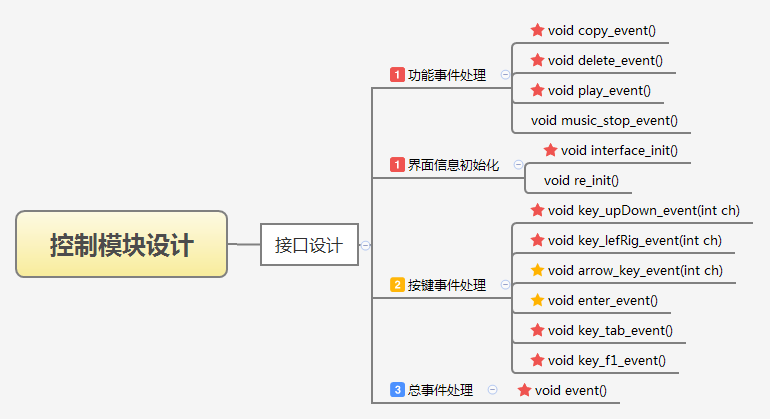 控制模块设计
接口设计
1 功能事件处理
void copy_event()
void delete_event()
void play_event()
void music_stop_event()
1 界面信息初始化
void interface_init()
void re_init()
2 按键事件处理
void key_upDown_event(int ch)
void key_lefRig_event(int ch)
void arrow_key_event(int ch)
void enter_event()
void key_tab_event()
void key_f1_event()
3 总事件处理
void event()